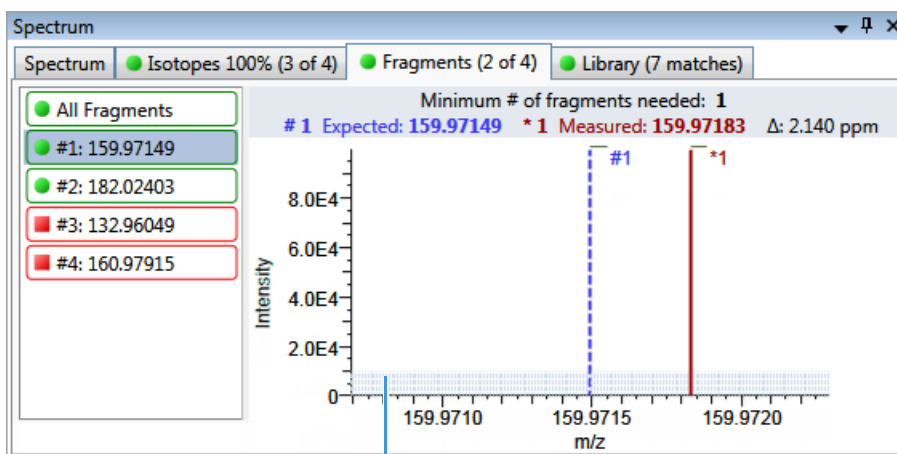 Spectrum
Spectrum Isotopes 100% (3 of 4) Fragments (2 of 4) Library (7 matches)
All Fragments
#1: 159.97149
#2: 182.02403
#3: 132.96049
#4: 160.97915
Minimum # of fragments needed: 1
# 1 Expected: 159.97149 * 1 Measured: 159.97183 Δ: 2.140 ppm
#1 *1
8.0E4
6.0E4
4.0E4
2.0E4
0
Intensity
159.9710 159.9715 159.9720
m/z